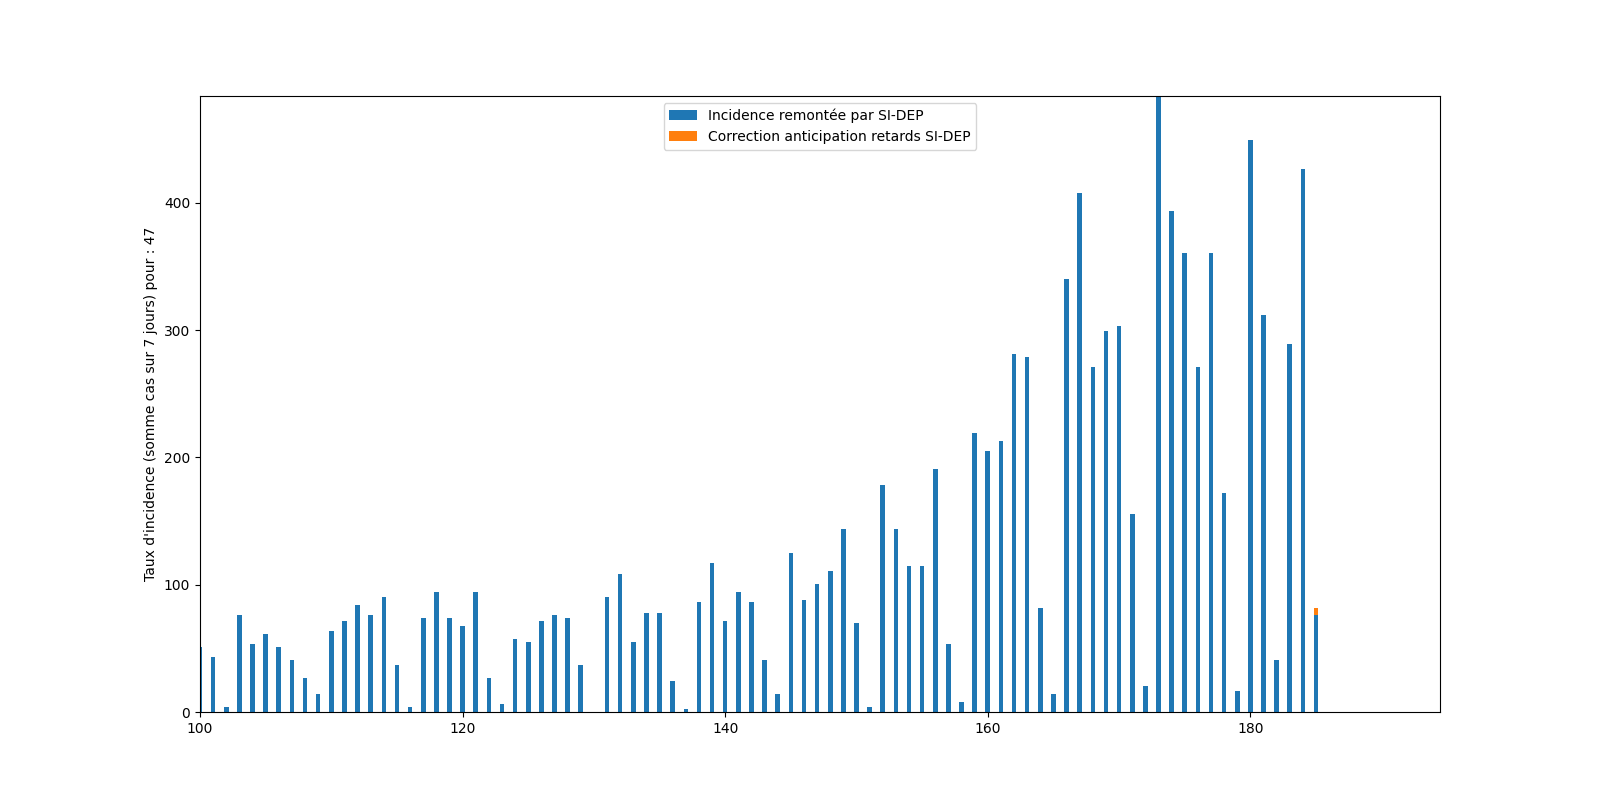 Incidence remontée par SI-DEP
Correction anticipation retards SI-DEP
Taux d'incidence (somme cas sur 7 jours) pour : 47
400
300
200
100
0
100 120 140 160 180